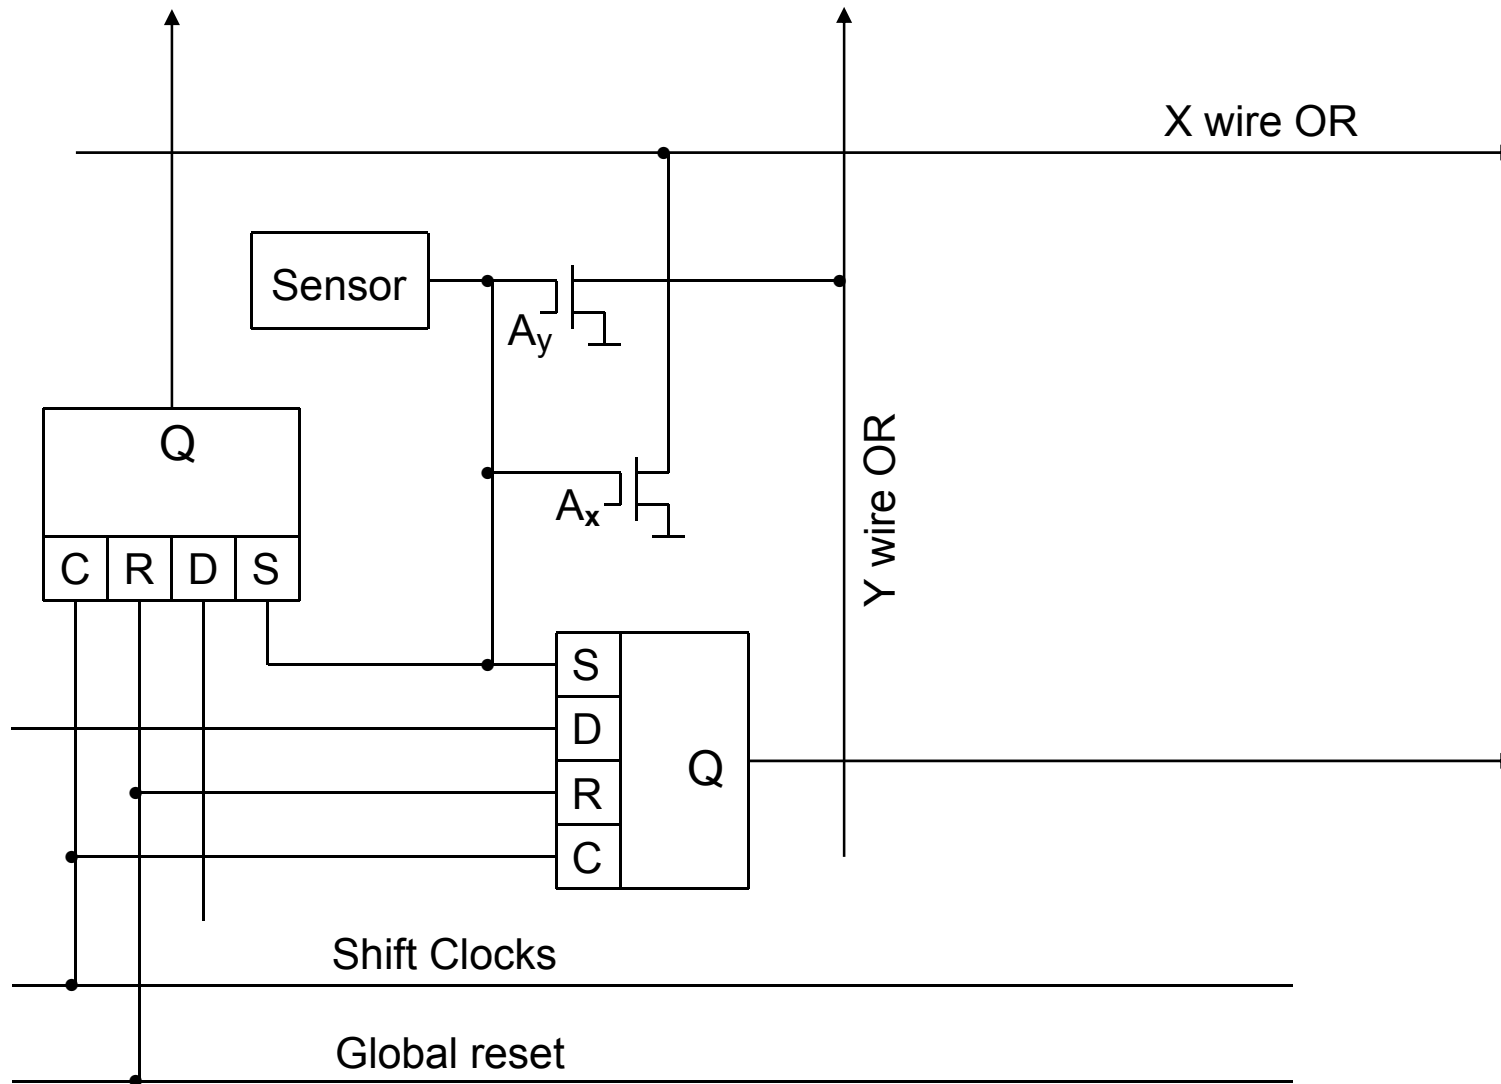 X wire OR
Sensor
Ay
Q
Y wire OR
Ax
C R D S
S
D
Q
R
C
Shift Clocks
Global reset